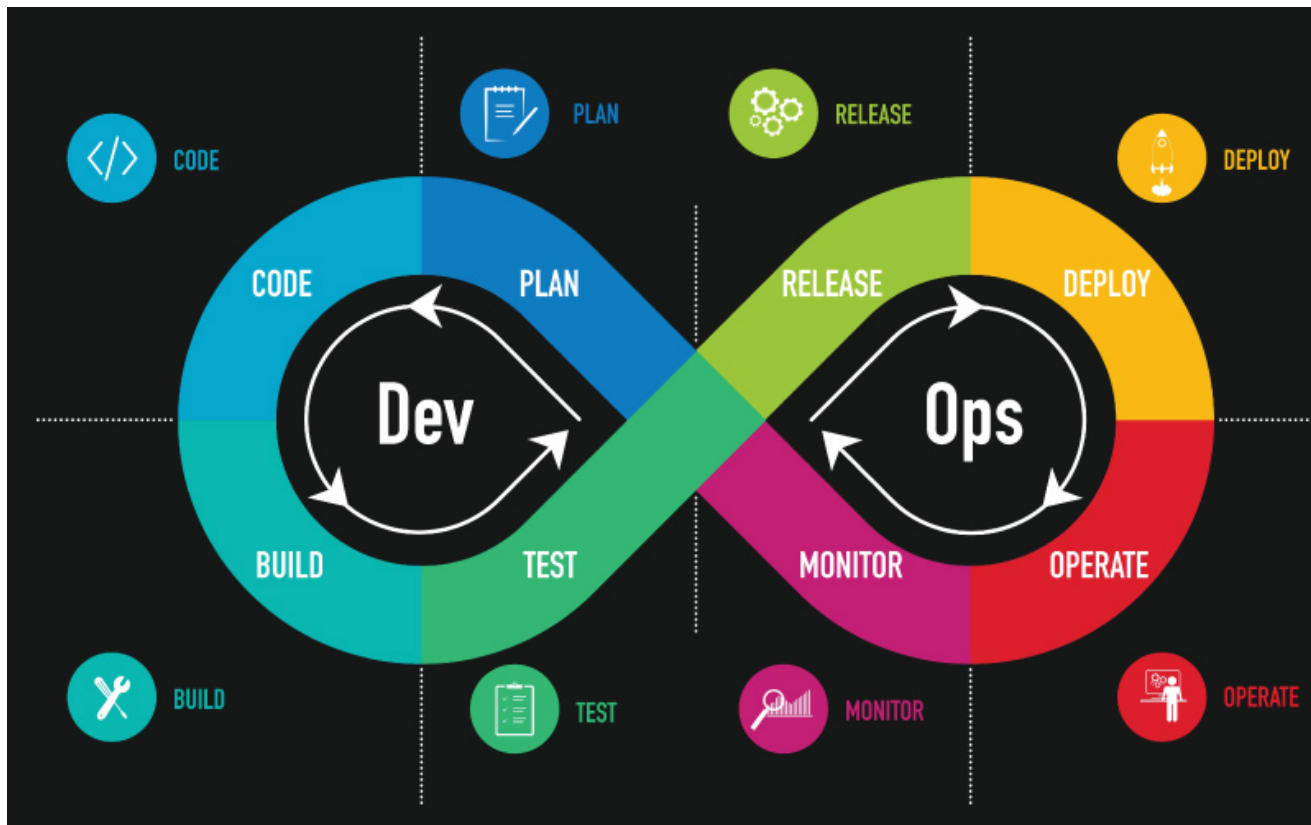 PLAN
RELEASE
CODE
DEPLOY
CODE
PLAN
RELEASE
DEPLOY
Dev
Ops
BUILD
TEST
MONITOR
OPERATE
BUILD
TEST
MONITOR
OPERATE